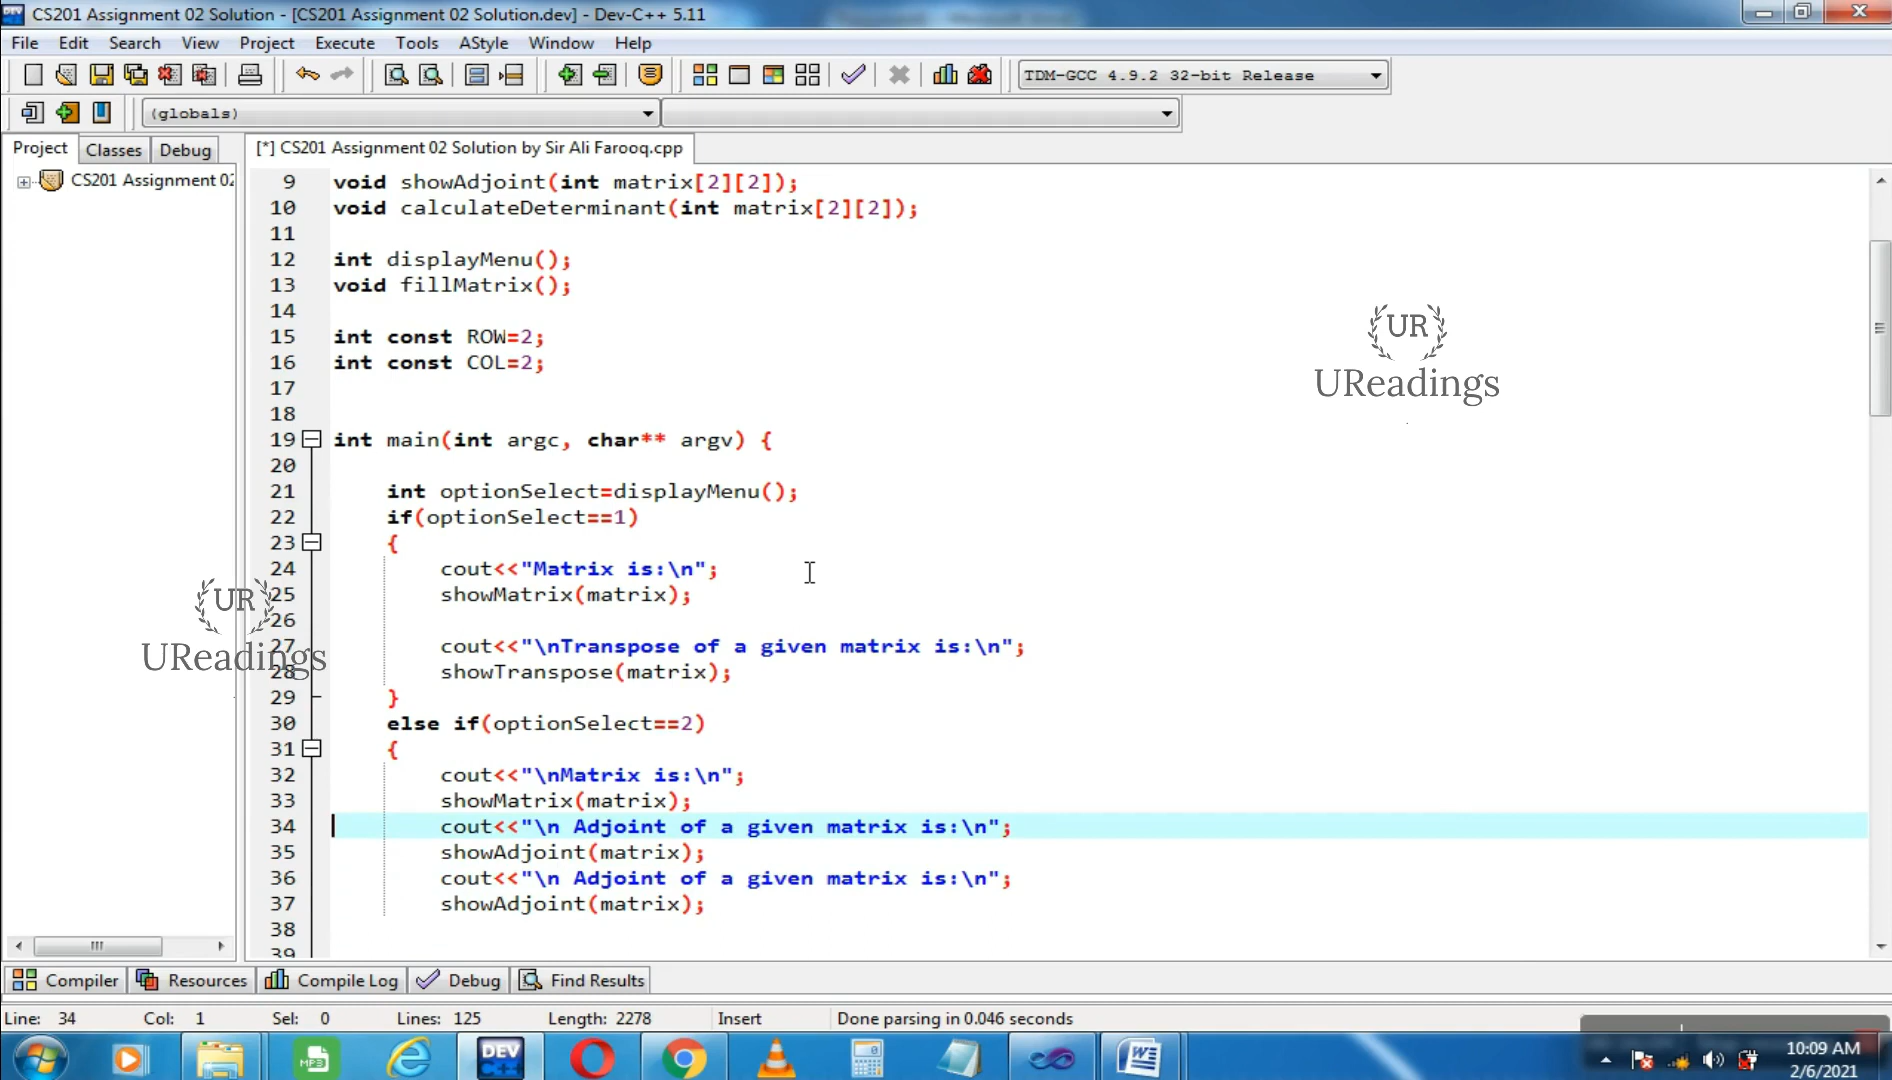 CS201 Assignment 02 Solution - [CS201 Assignment 02 Solution.dev] - Dev-C++ 5.11
File Edit Search View Project Execute Tools AStyle Window Help
TDM-GCC 4.9.2 32-bit Release
(globals)
Project Classes Debug
[*] CS201 Assignment 02 Solution by Sir Ali Farooq.cpp
CS201 Assignment 02
9 void showAdjoint(int matrix[2][2]);
10 void calculateDeterminant(int matrix[2][2]);
11
12 int displayMenu();
13 void fillMatrix();
14
15 int const ROW=2;
16 int const COL=2;
17
18
19 int main(int argc, char** argv) {
20
21 int optionSelect=displayMenu();
22 if(optionSelect==1)
23 {
24 cout<<"Matrix is:\n";
25 showMatrix(matrix);
26
27 cout<<"\nTranspose of a given matrix is:\n";
28 showTranspose(matrix);
29 }
30 else if(optionSelect==2)
31 {
32 cout<<"\nMatrix is:\n";
33 showMatrix(matrix);
34 cout<<"\n Adjoint of a given matrix is:\n";
35 showAdjoint(matrix);
36 cout<<"\n Adjoint of a given matrix is:\n";
37 showAdjoint(matrix);
38
39
UR
UReadings
UR
UReadings
Compiler Resources Compile Log Debug Find Results
Line: 34 Col: 1 Sel: 0 Lines: 125 Length: 2278 Insert Done parsing in 0.046 seconds
MP3
DEV
C++
10:09 AM
2/6/2021